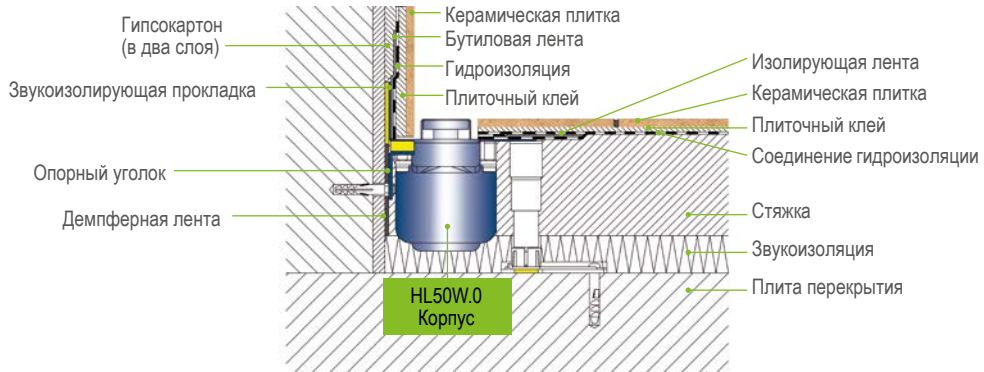 Гипсокартон
(в два слоя)
Звукоизолирующая прокладка
Опорный уголок
Демпферная лента
Керамическая плитка
Бутиловая лента
Гидроизоляция
Плиточный клей
HL50W.0
Корпус
Изолирующая лента
Керамическая плитка
Плиточный клей
Соединение гидроизоляции
Стяжка
Звукоизоляция
Плита перекрытия